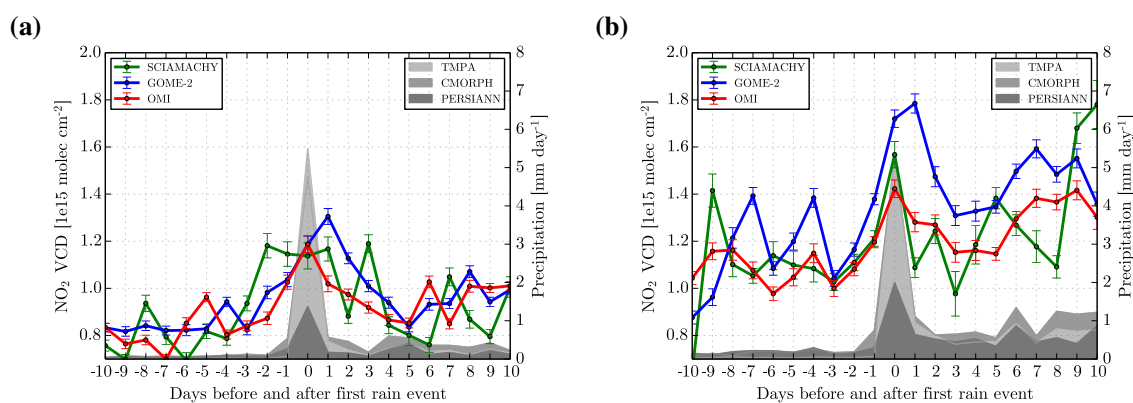 (a)
2.0
1.8
1.6
1.4
1.2
1.0
0.8
NO2 VCD [1e15 molec cm-2]
SCIAMACHY
GOME-2
OMI
TMPA
CMORPH
PERSIANN
8
7
6
5
4
3
2
1
0
Precipitation [mm day-1]
-10 -9 -8 -7 -6 -5 -4 -3 -2 -1 0 1 2 3 4 5 6 7 8 9 10
Days before and after first rain event
(b)
2.0
1.8
1.6
1.4
1.2
1.0
0.8
NO2 VCD [1e15 molec cm-2]
SCIAMACHY
GOME-2
OMI
TMPA
CMORPH
PERSIANN
8
7
6
5
4
3
2
1
0
Precipitation [mm day-1]
-10 -9 -8 -7 -6 -5 -4 -3 -2 -1 0 1 2 3 4 5 6 7 8 9 10
Days before and after first rain event